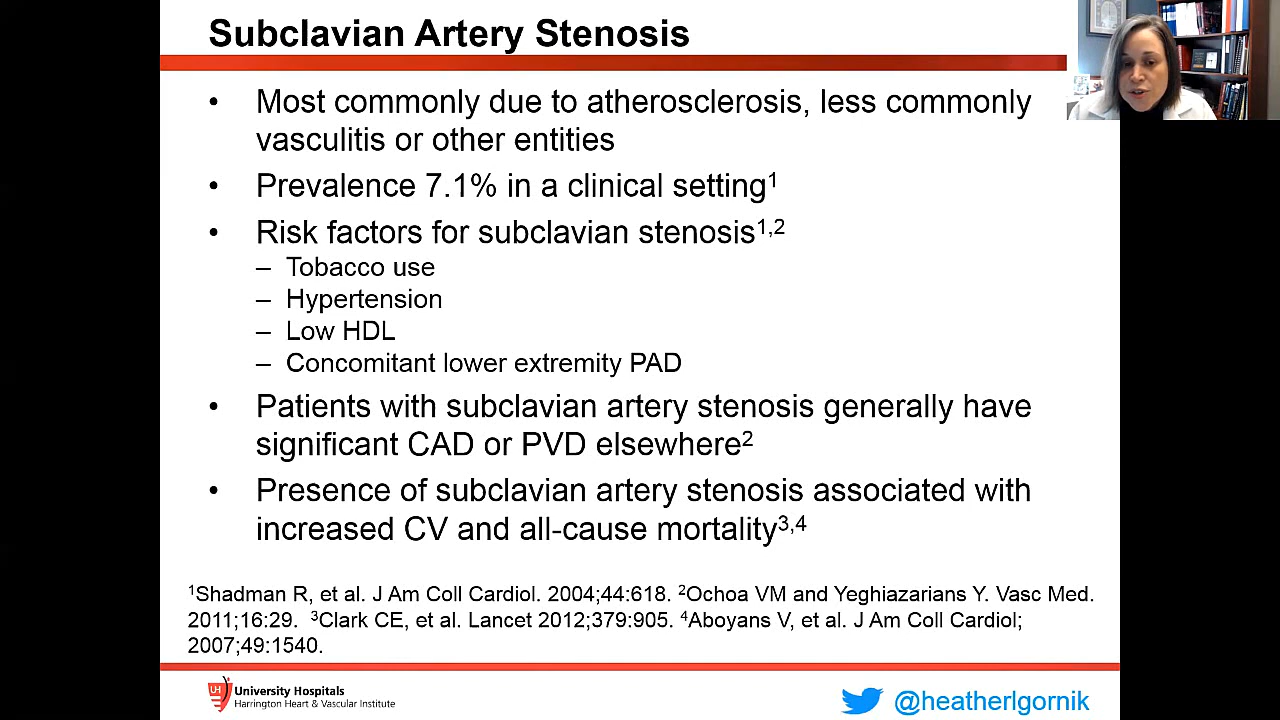 Subclavian Artery Stenosis
• Most commonly due to atherosclerosis, less commonly
vasculitis or other entities
• Prevalence 7.1% in a clinical setting¹
• Risk factors for subclavian stenosis¹,²
– Tobacco use
– Hypertension
– Low HDL
– Concomitant lower extremity PAD
• Patients with subclavian artery stenosis generally have
significant CAD or PVD elsewhere²
• Presence of subclavian artery stenosis associated with
increased CV and all-cause mortality³,⁴
¹Shadman R, et al. J Am Coll Cardiol. 2004;44:618. ²Ochoa VM and Yeghiazarians Y. Vasc Med.
2011;16:29. ³Clark CE, et al. Lancet 2012;379:905. ⁴Aboyans V, et al. J Am Coll Cardiol;
2007;49:1540.
UH
University Hospitals
Harrington Heart & Vascular Institute
@heatherlgornik